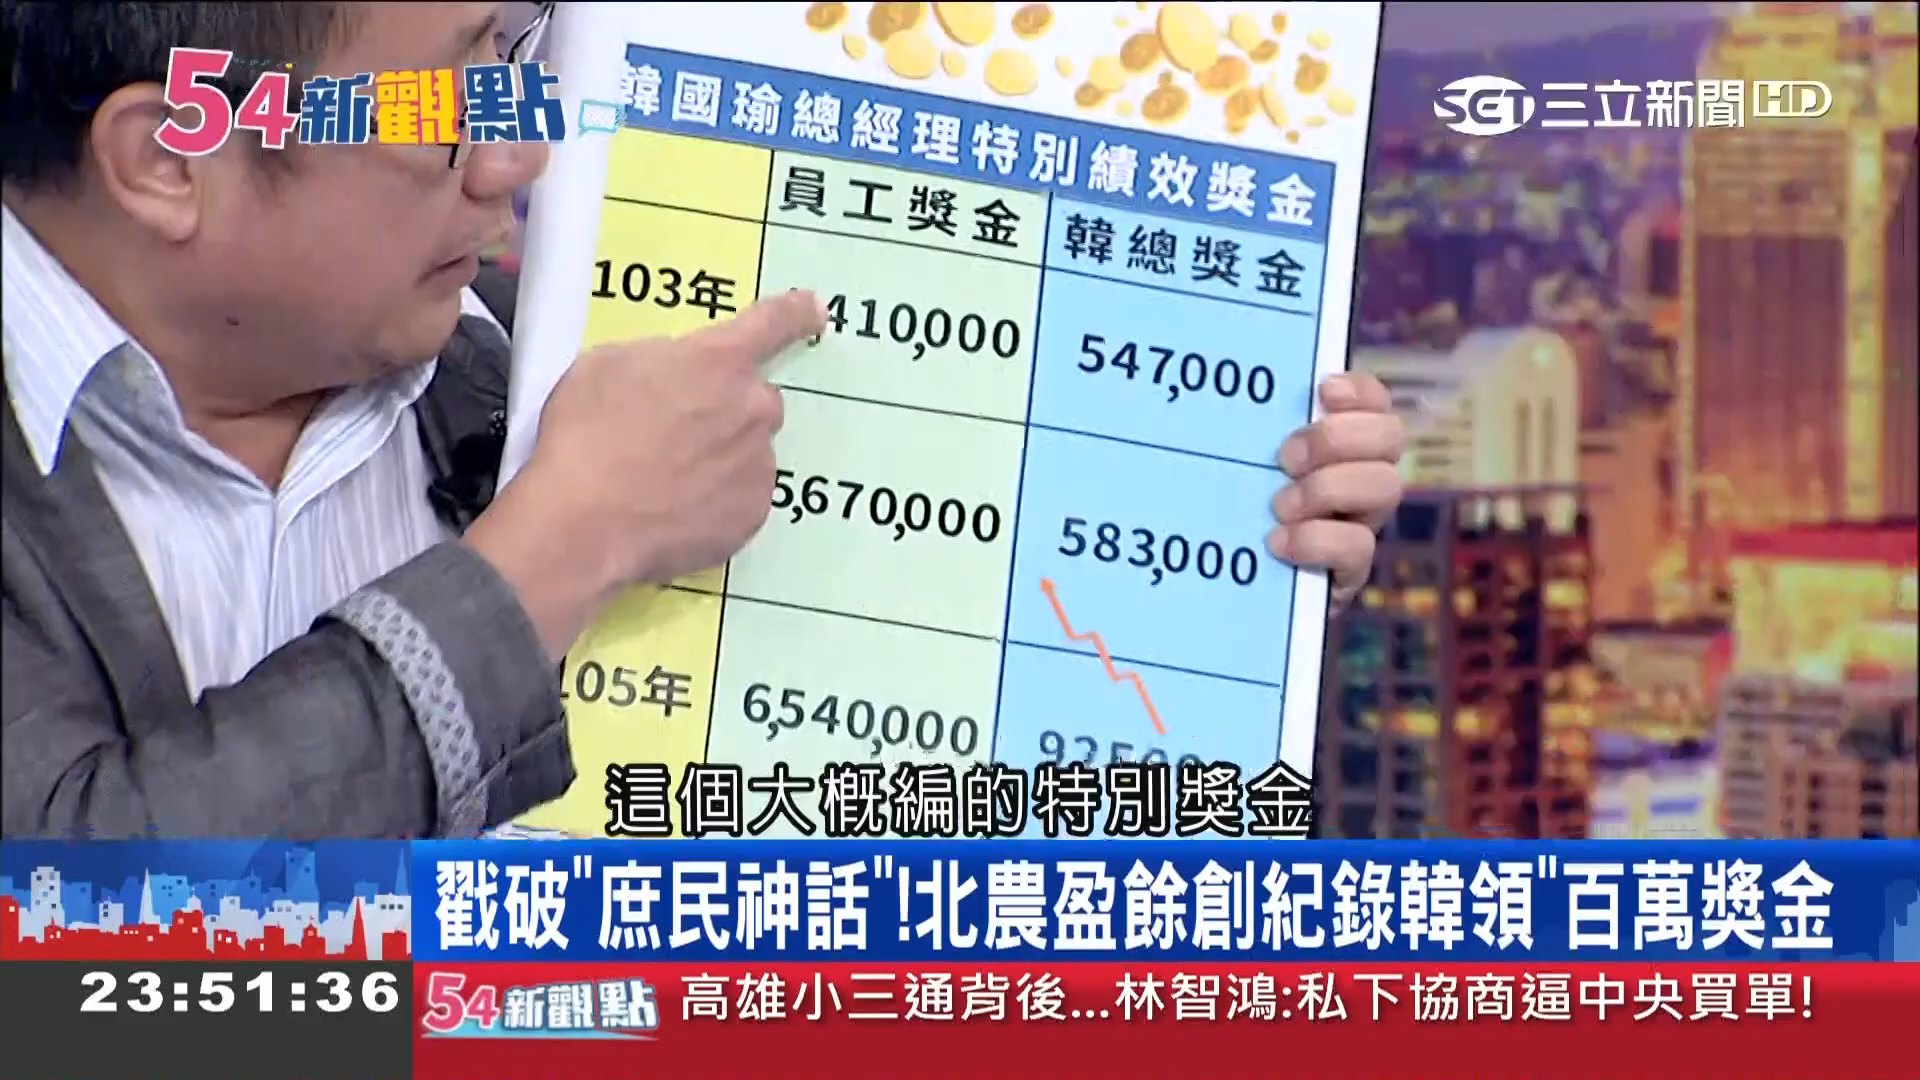 54新觀點
SET三立新聞HD
韓國瑜總經理特別績效獎金
員工獎金
韓總獎金
103年
,410,000
547,000
5,670,000
583,000
105年
6,540,000
這個大概編的特別獎金
戳破"庶民神話"!北農盈餘創紀錄韓領"百萬獎金
23:51:36
54新觀點
高雄小三通背後...林智鴻:私下協商逼中央買單!